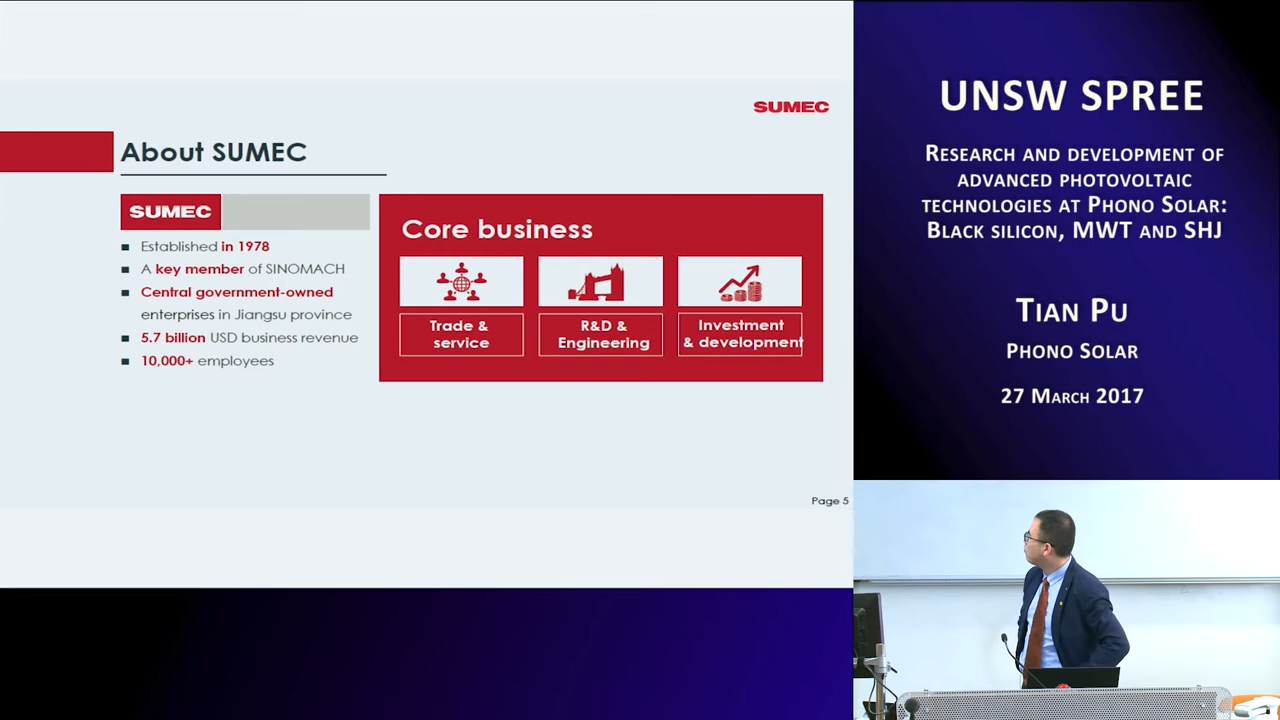 SUMEC
About SUMEC
SUMEC
Established in 1978
A key member of SINOMACH
Central government-owned
enterprises in Jiangsu province
5.7 billion USD business revenue
10,000+ employees
Core business
Trade &
service
R&D &
Engineering
Investment
& development
Page 5
UNSW SPREE
Research and development of
advanced photovoltaic
technologies at Phono Solar:
Black silicon, MWT and SHJ
Tian Pu
Phono Solar
27 March 2017